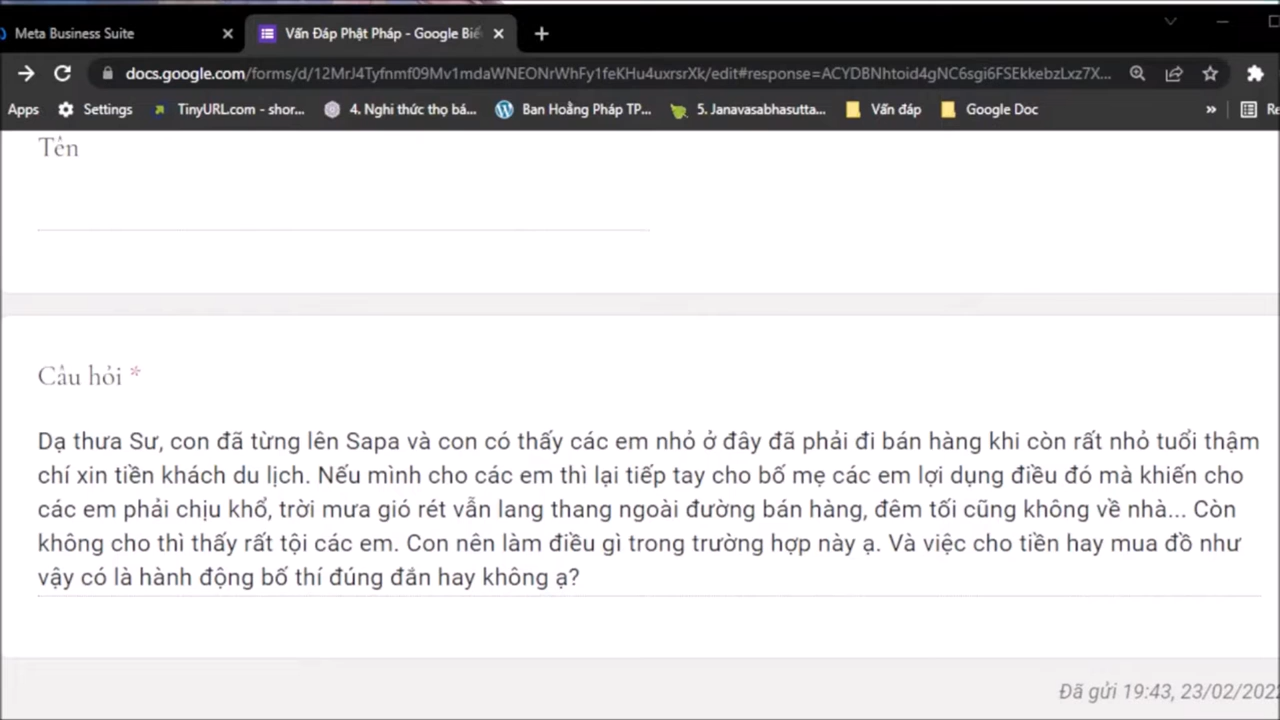 Meta Business Suite
Vấn Đáp Phật Pháp - Google Biể
docs.google.com/forms/d/12MrJ4Tyfnmf09Mv1mdaWNEONrWhFy1feKHu4uxrsrXk/edit#response=ACYDBNhtoid4gNC6sgi6FSEkkebzLxz7X...
Apps Settings TinyURL.com - shor... 4. Nghi thức thọ bá... Ban Hoằng Pháp TP... 5. Janavasabhasutta... Vấn đáp Google Doc » Re
Tên
Câu hỏi *
Dạ thưa Sư, con đã từng lên Sapa và con có thấy các em nhỏ ở đây đã phải đi bán hàng khi còn rất nhỏ tuổi thậm
chí xin tiền khách du lịch. Nếu mình cho các em thì lại tiếp tay cho bố mẹ các em lợi dụng điều đó mà khiến cho
các em phải chịu khổ, trời mưa gió rét vẫn lang thang ngoài đường bán hàng, đêm tối cũng không về nhà... Còn
không cho thì thấy rất tội các em. Con nên làm điều gì trong trường hợp này ạ. Và việc cho tiền hay mua đồ như
vậy có là hành động bố thí đúng đắn hay không ạ?
Đã gửi 19:43, 23/02/2022